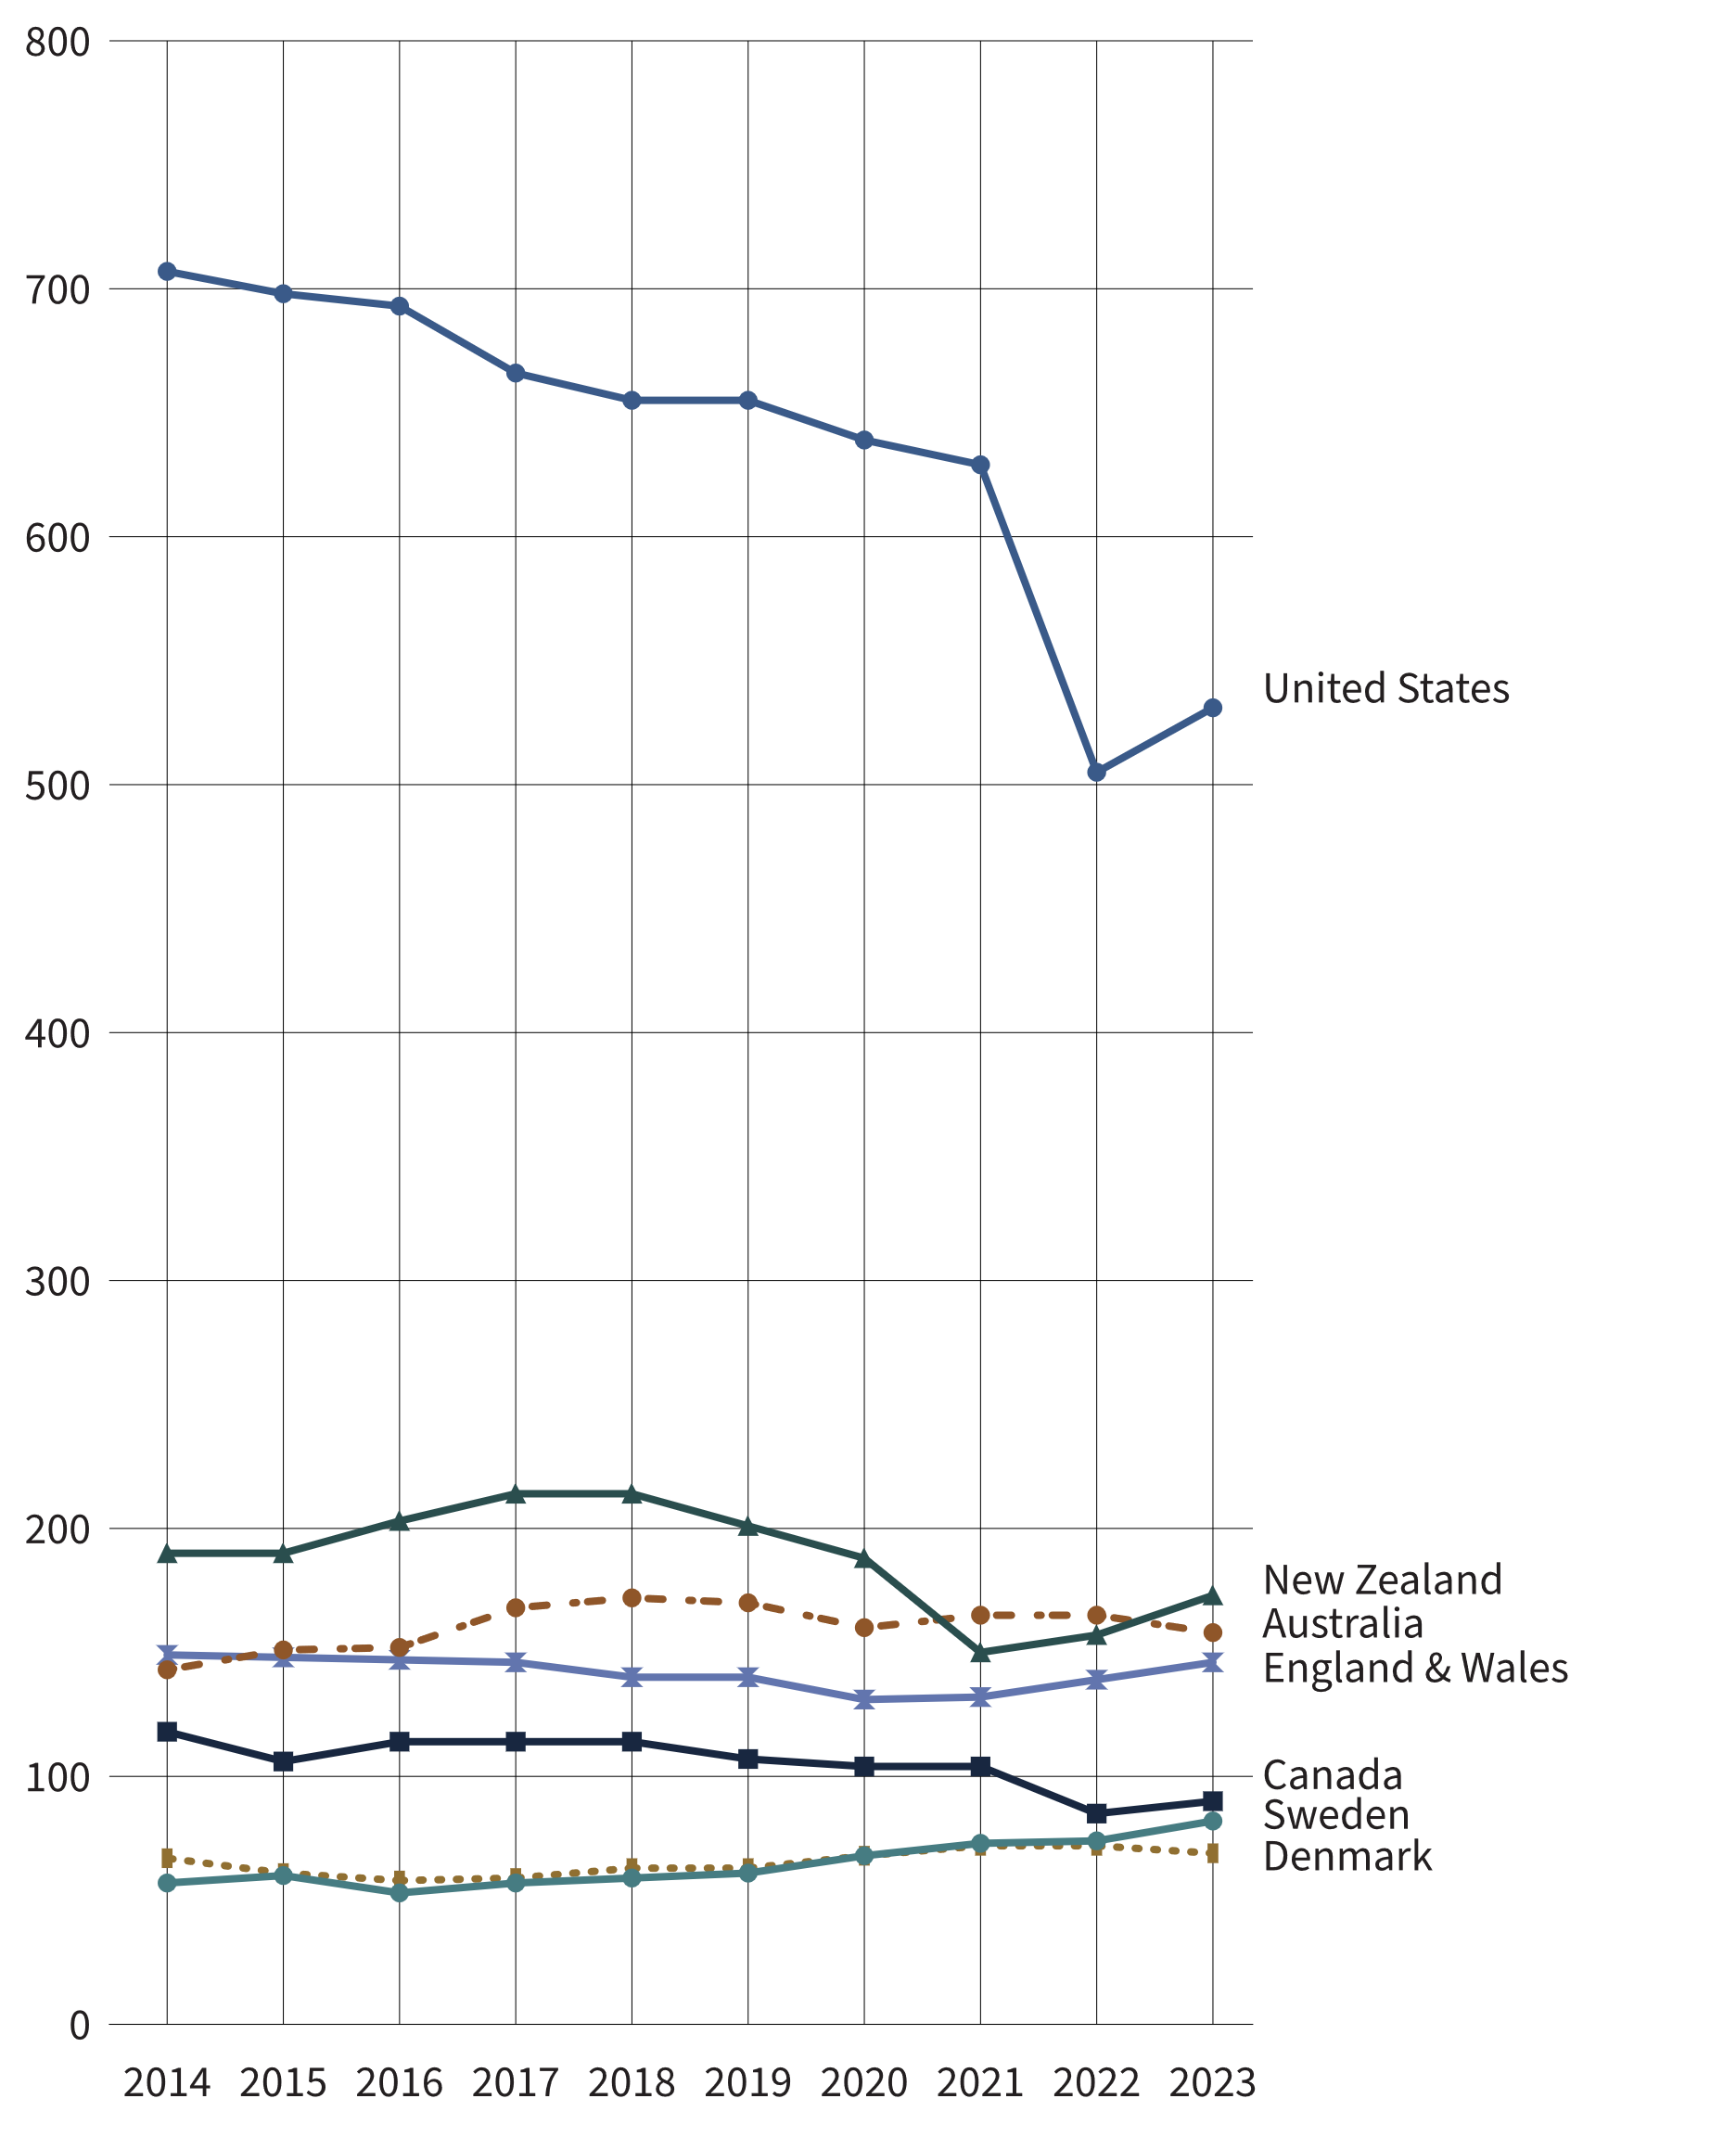 800
700
600
United States
500
400
300
200
New Zealand
Australia
England & Wales
100
Canada
Sweden
Denmark
0
2014 2015 2016 2017 2018 2019 2020 2021 2022 2023